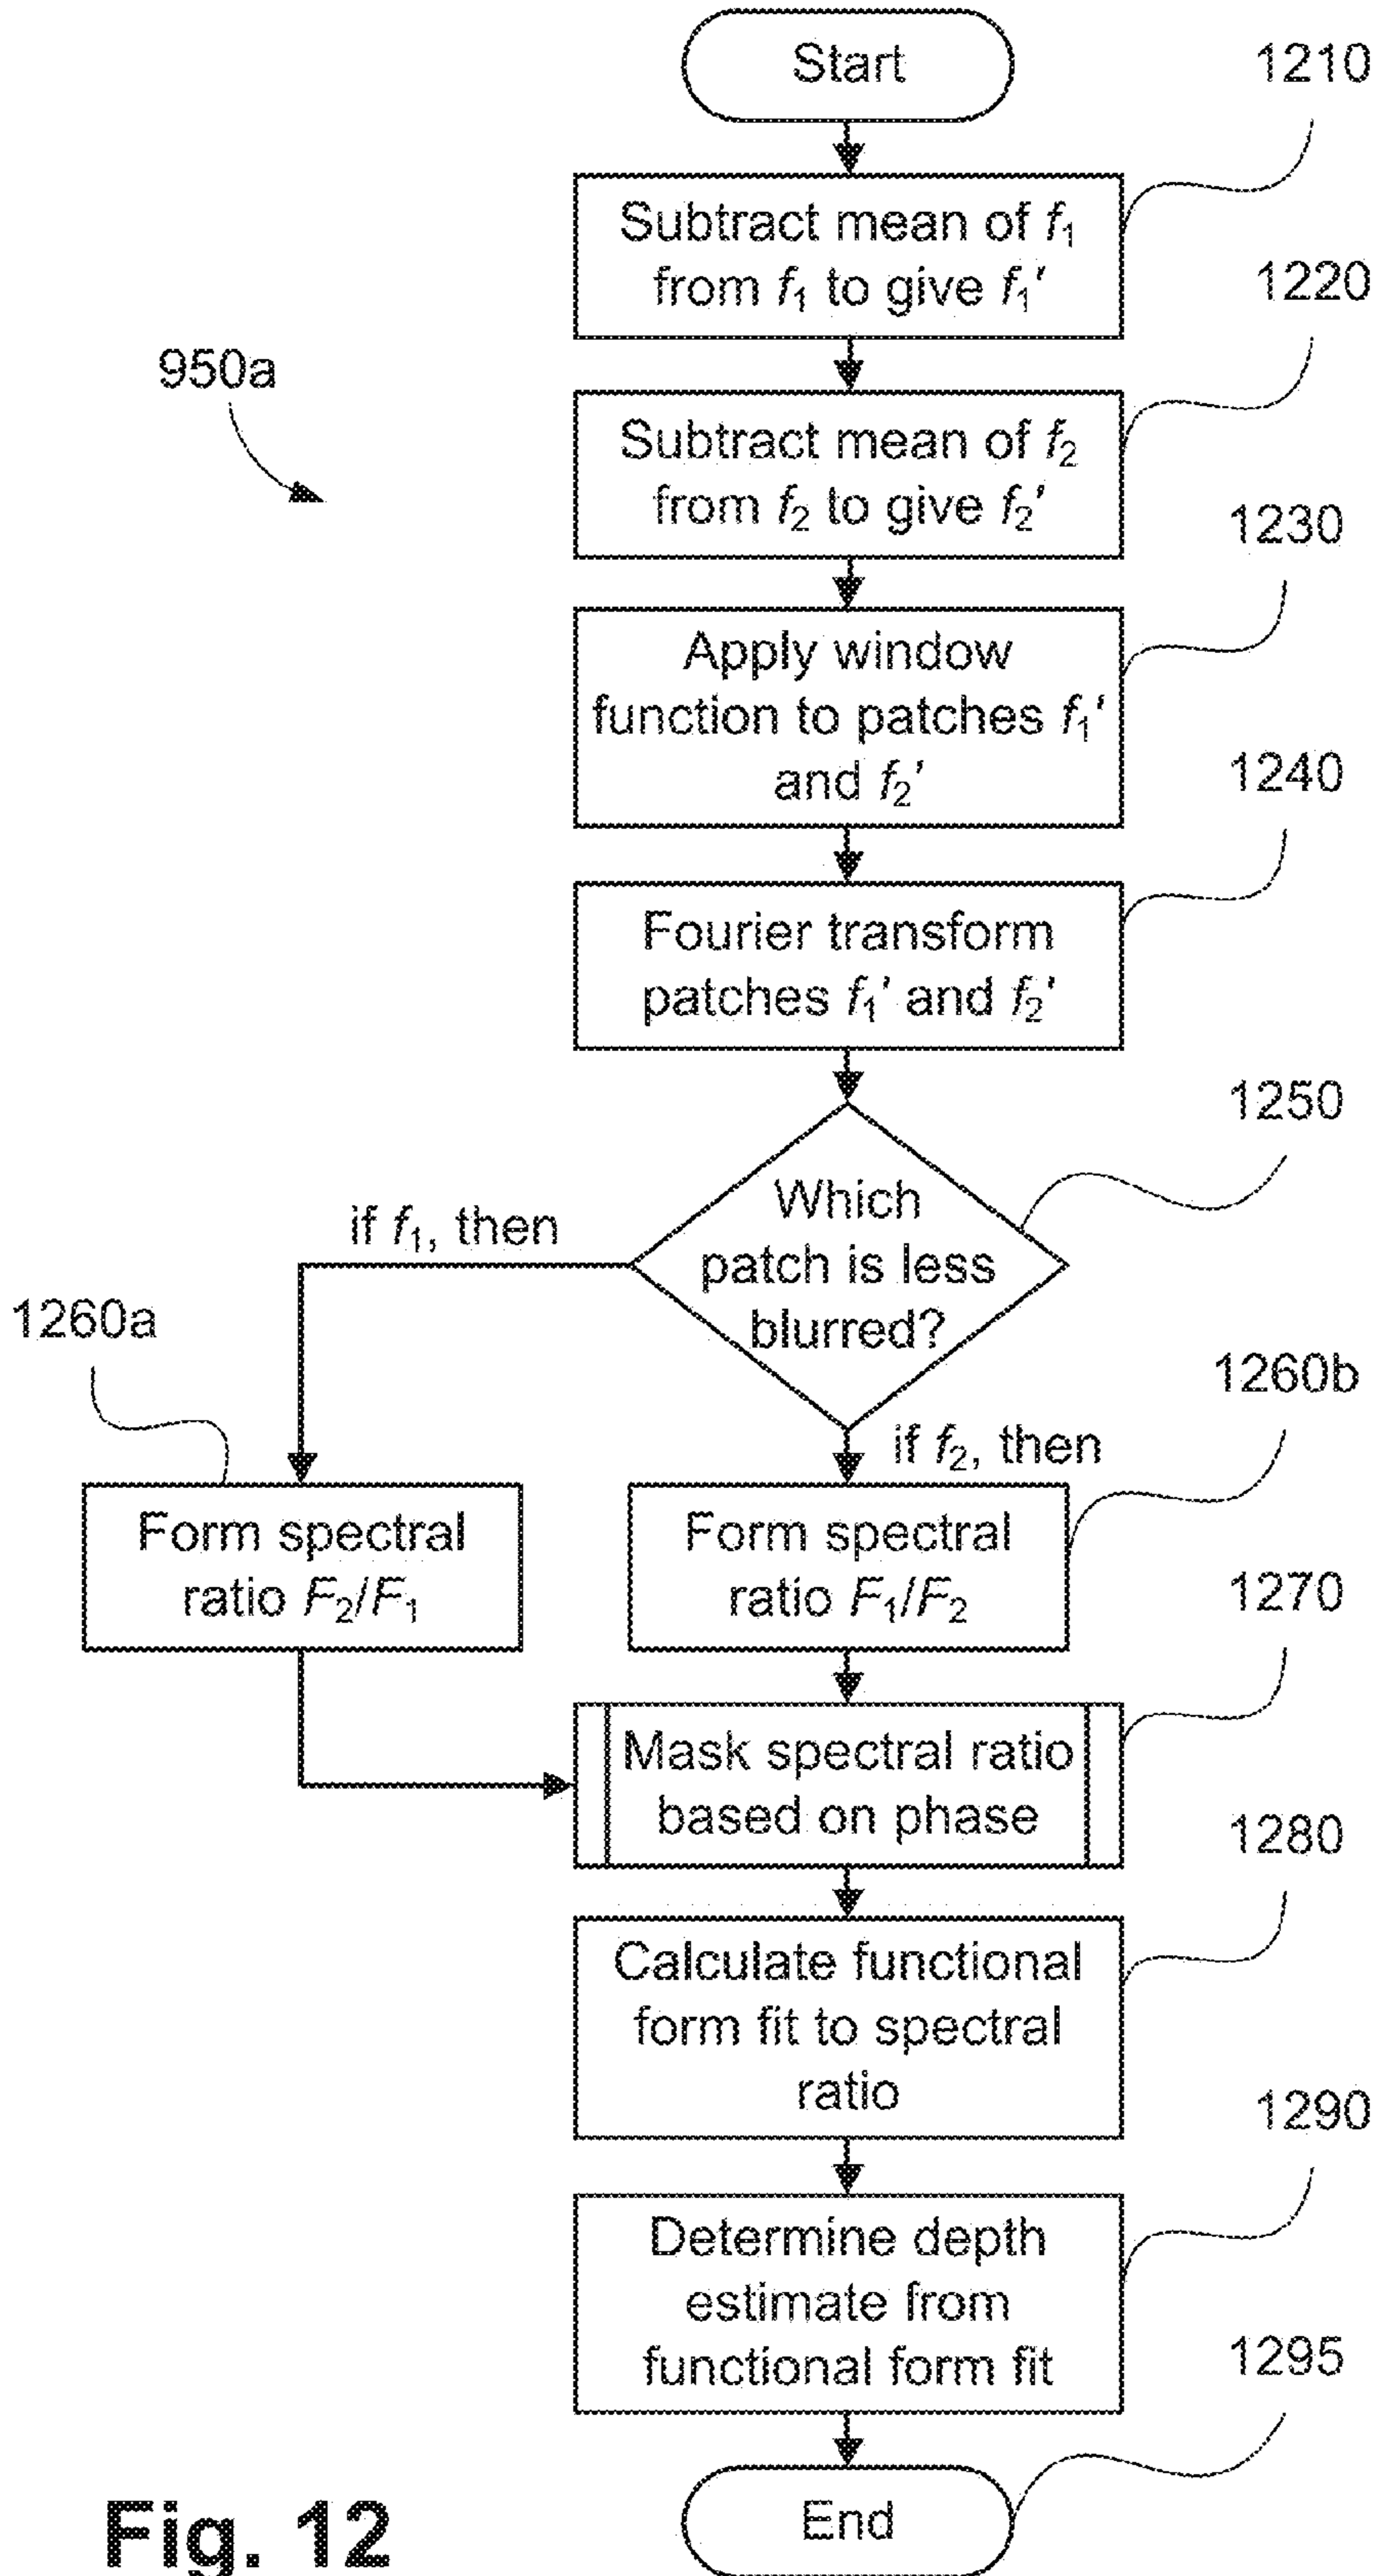 Start
1210
Subtract mean of f₁
from f₁ to give f₁'
1220
950a
Subtract mean of f₂
from f₂ to give f₂'
1230
Apply window
function to patches f₁'
and f₂'
1240
Fourier transform
patches f₁' and f₂'
1250
Which
patch is less
blurred?
if f₁, then
1260a
1260b
if f₂, then
Form spectral
ratio F₂/F₁
Form spectral
ratio F₁/F₂
1270
Mask spectral ratio
based on phase
1280
Calculate functional
form fit to spectral
ratio
1290
Determine depth
estimate from
functional form fit
1295
End
Fig. 12